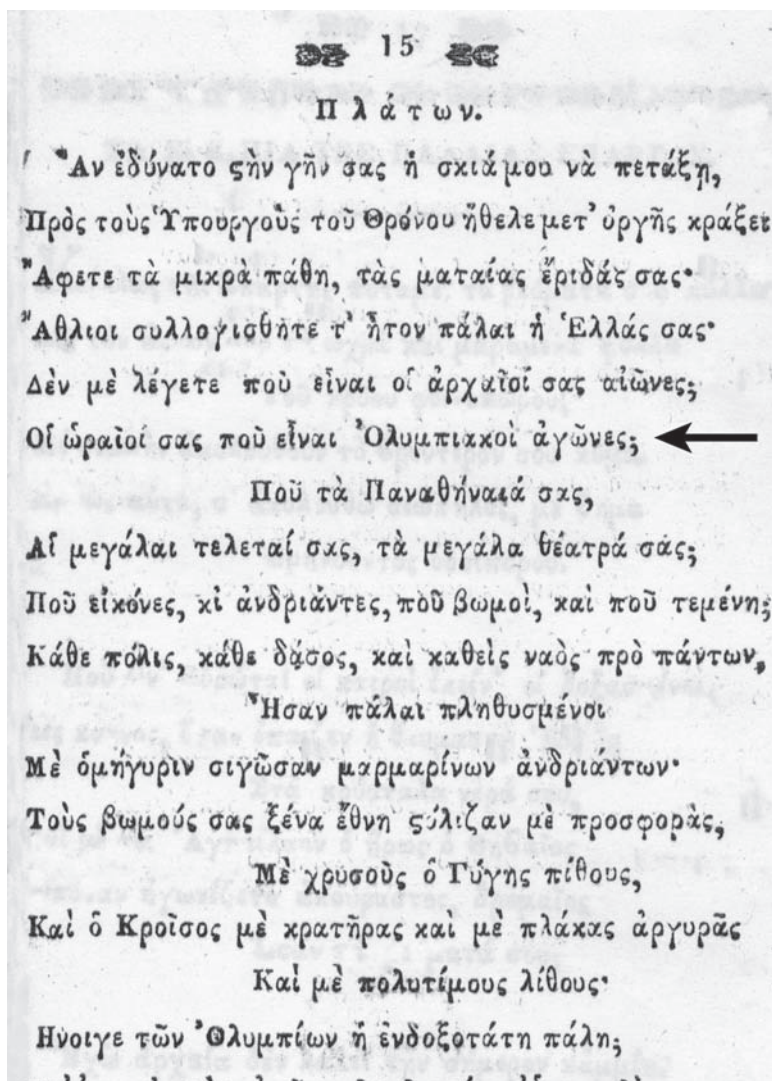 15
Πλάτων.
Ἂν ἐδύνατο ϛὴν γῆν σας ἡ σκιάμου νὰ πετάξῃ,
Πρὸς τοὺς Ὑπουργοὺς τοῦ Θρόνου ἤθελε μετ' ὀργῆς κράξει
Ἄφετε τὰ μικρὰ πάθη, τὰς ματαίας ἔριδάς σας·
Ἄθλιοι συλλογισθῆτε τ' ἦτον πάλαι ἡ Ἑλλάς σας·
Δὲν μὲ λέγετε ποῦ εἶναι οἱ ἀρχαῖοί σας αἰῶνες;
Οἱ ὡραῖοί σας ποῦ εἶναι Ὀλυμπιακοὶ ἀγῶνες;
Ποῦ τὰ Παναθήναιά σας,
Αἱ μεγάλαι τελεταί σας, τὰ μεγάλα θέατρά σας;
Ποῦ εἰκόνες, κι ἀνδριάντες, ποῦ βωμοὶ, καὶ ποῦ τεμένη;
Κάθε πόλις, κάθε δάσος, καὶ καθεὶς ναὸς πρὸ πάντων,
Ἦσαν πάλαι πληθυσμένοι
Μὲ ὁμήγυριν σιγῶσαν μαρμαρίνων ἀνδριάντων·
Τοὺς βωμούς σας ξένα ἔθνη ϛόλιζαν μὲ προσφορὰς,
Μὲ χρυσοὺς ὁ Γύγης πίθους,
Καὶ ὁ Κροῖσος μὲ κρατῆρας καὶ μὲ πλάκας ἀργυρᾶς
Καὶ μὲ πολυτίμους λίθους·
Ἤνοιγε τῶν Ὀλυμπίων ἡ ἐνδοξοτάτη πάλη;